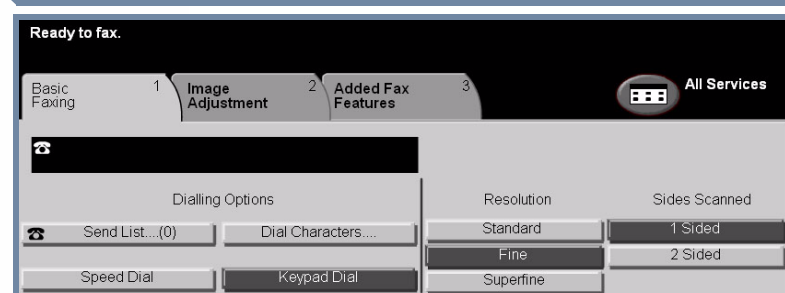 Ready to fax.
Basic Faxing 1
Image Adjustment 2
Added Fax Features 3
All Services
Dialling Options
Send List....(0)
Dial Characters....
Speed Dial
Keypad Dial
Resolution
Standard
Fine
Superfine
Sides Scanned
1 Sided
2 Sided